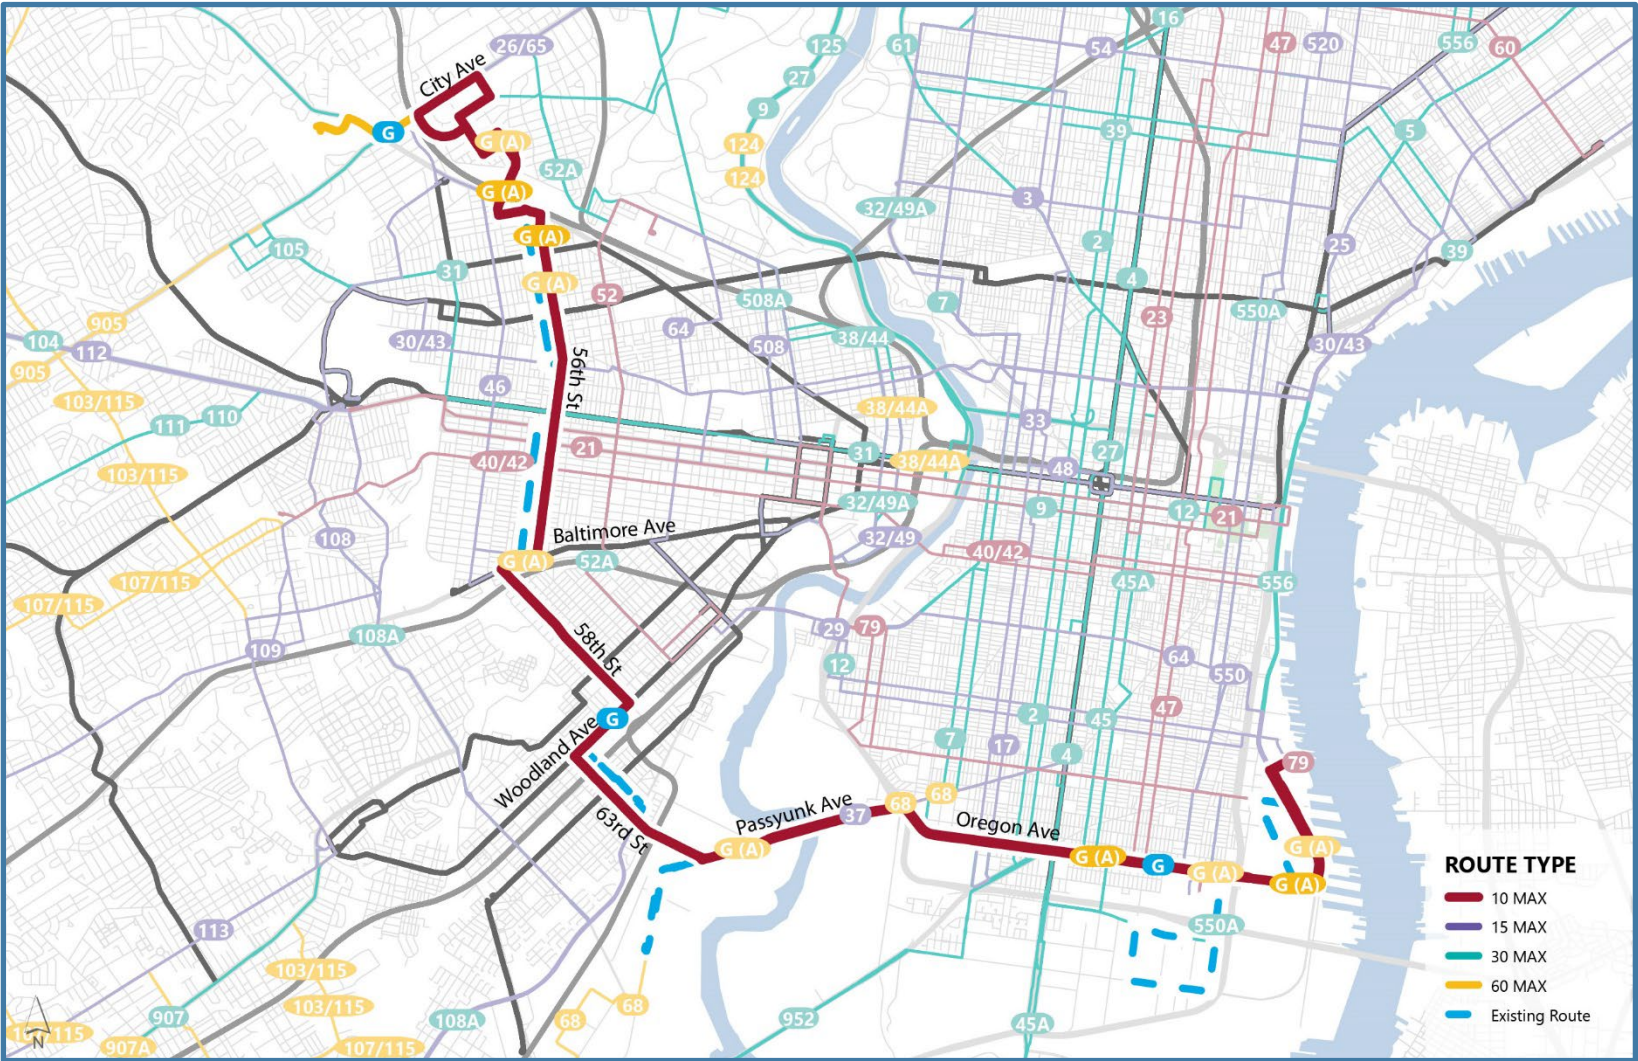 16
26/65
125
61
54
47
520
556
60
City Ave
27
9
G
G (A)
124
39
5
52A
124
G (A)
3
32/49A
G (A)
2
25
39
105
31
4
G (A)
52
508A
7
550A
905
23
104
112
30/43
64
508
38/44
30/43
905
56th St
46
103/115
38/44A
110
111
33
21
31
27
40/42
38/44A
48
103/115
32/49A
9
12
21
Baltimore Ave
108
32/49
40/42
G (A)
52A
107/115
45A
556
107/115
108A
58th St
29
79
109
12
64
550
G
2
45
47
7
17
4
79
Woodland Ave
63rd St
Passyunk Ave
37
68
68
Oregon Ave
G (A)
G (A)
G
G (A)
G (A)
G (A)
113
550A
103/115
103/115
68
68
907
108A
952
45A
907A
107/115
115
N
ROUTE TYPE
10 MAX
15 MAX
30 MAX
60 MAX
Existing Route